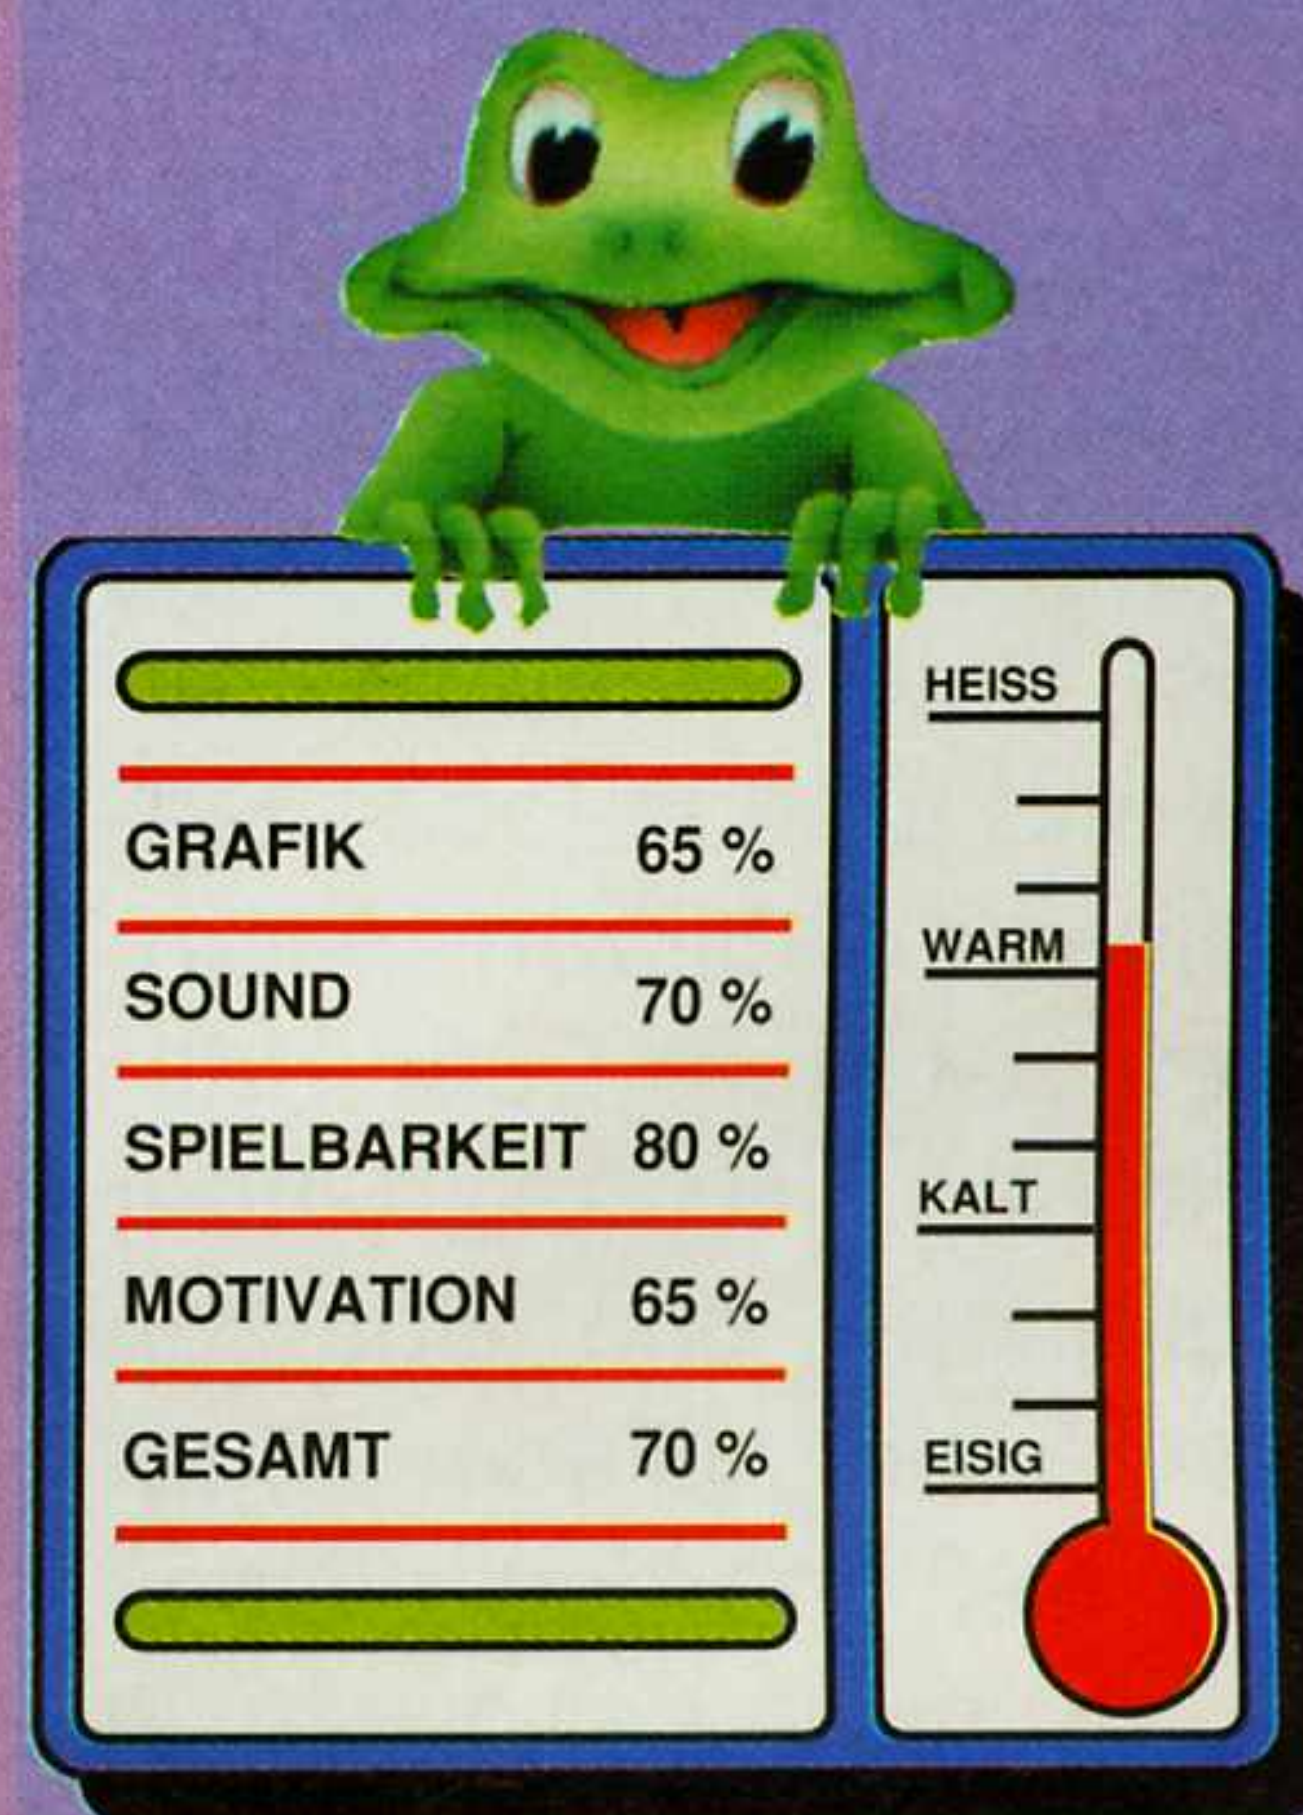 GRAFIK 65 %
SOUND 70 %
SPIELBARKEIT 80 %
MOTIVATION 65 %
GESAMT 70 %
HEISS
WARM
KALT
EISIG